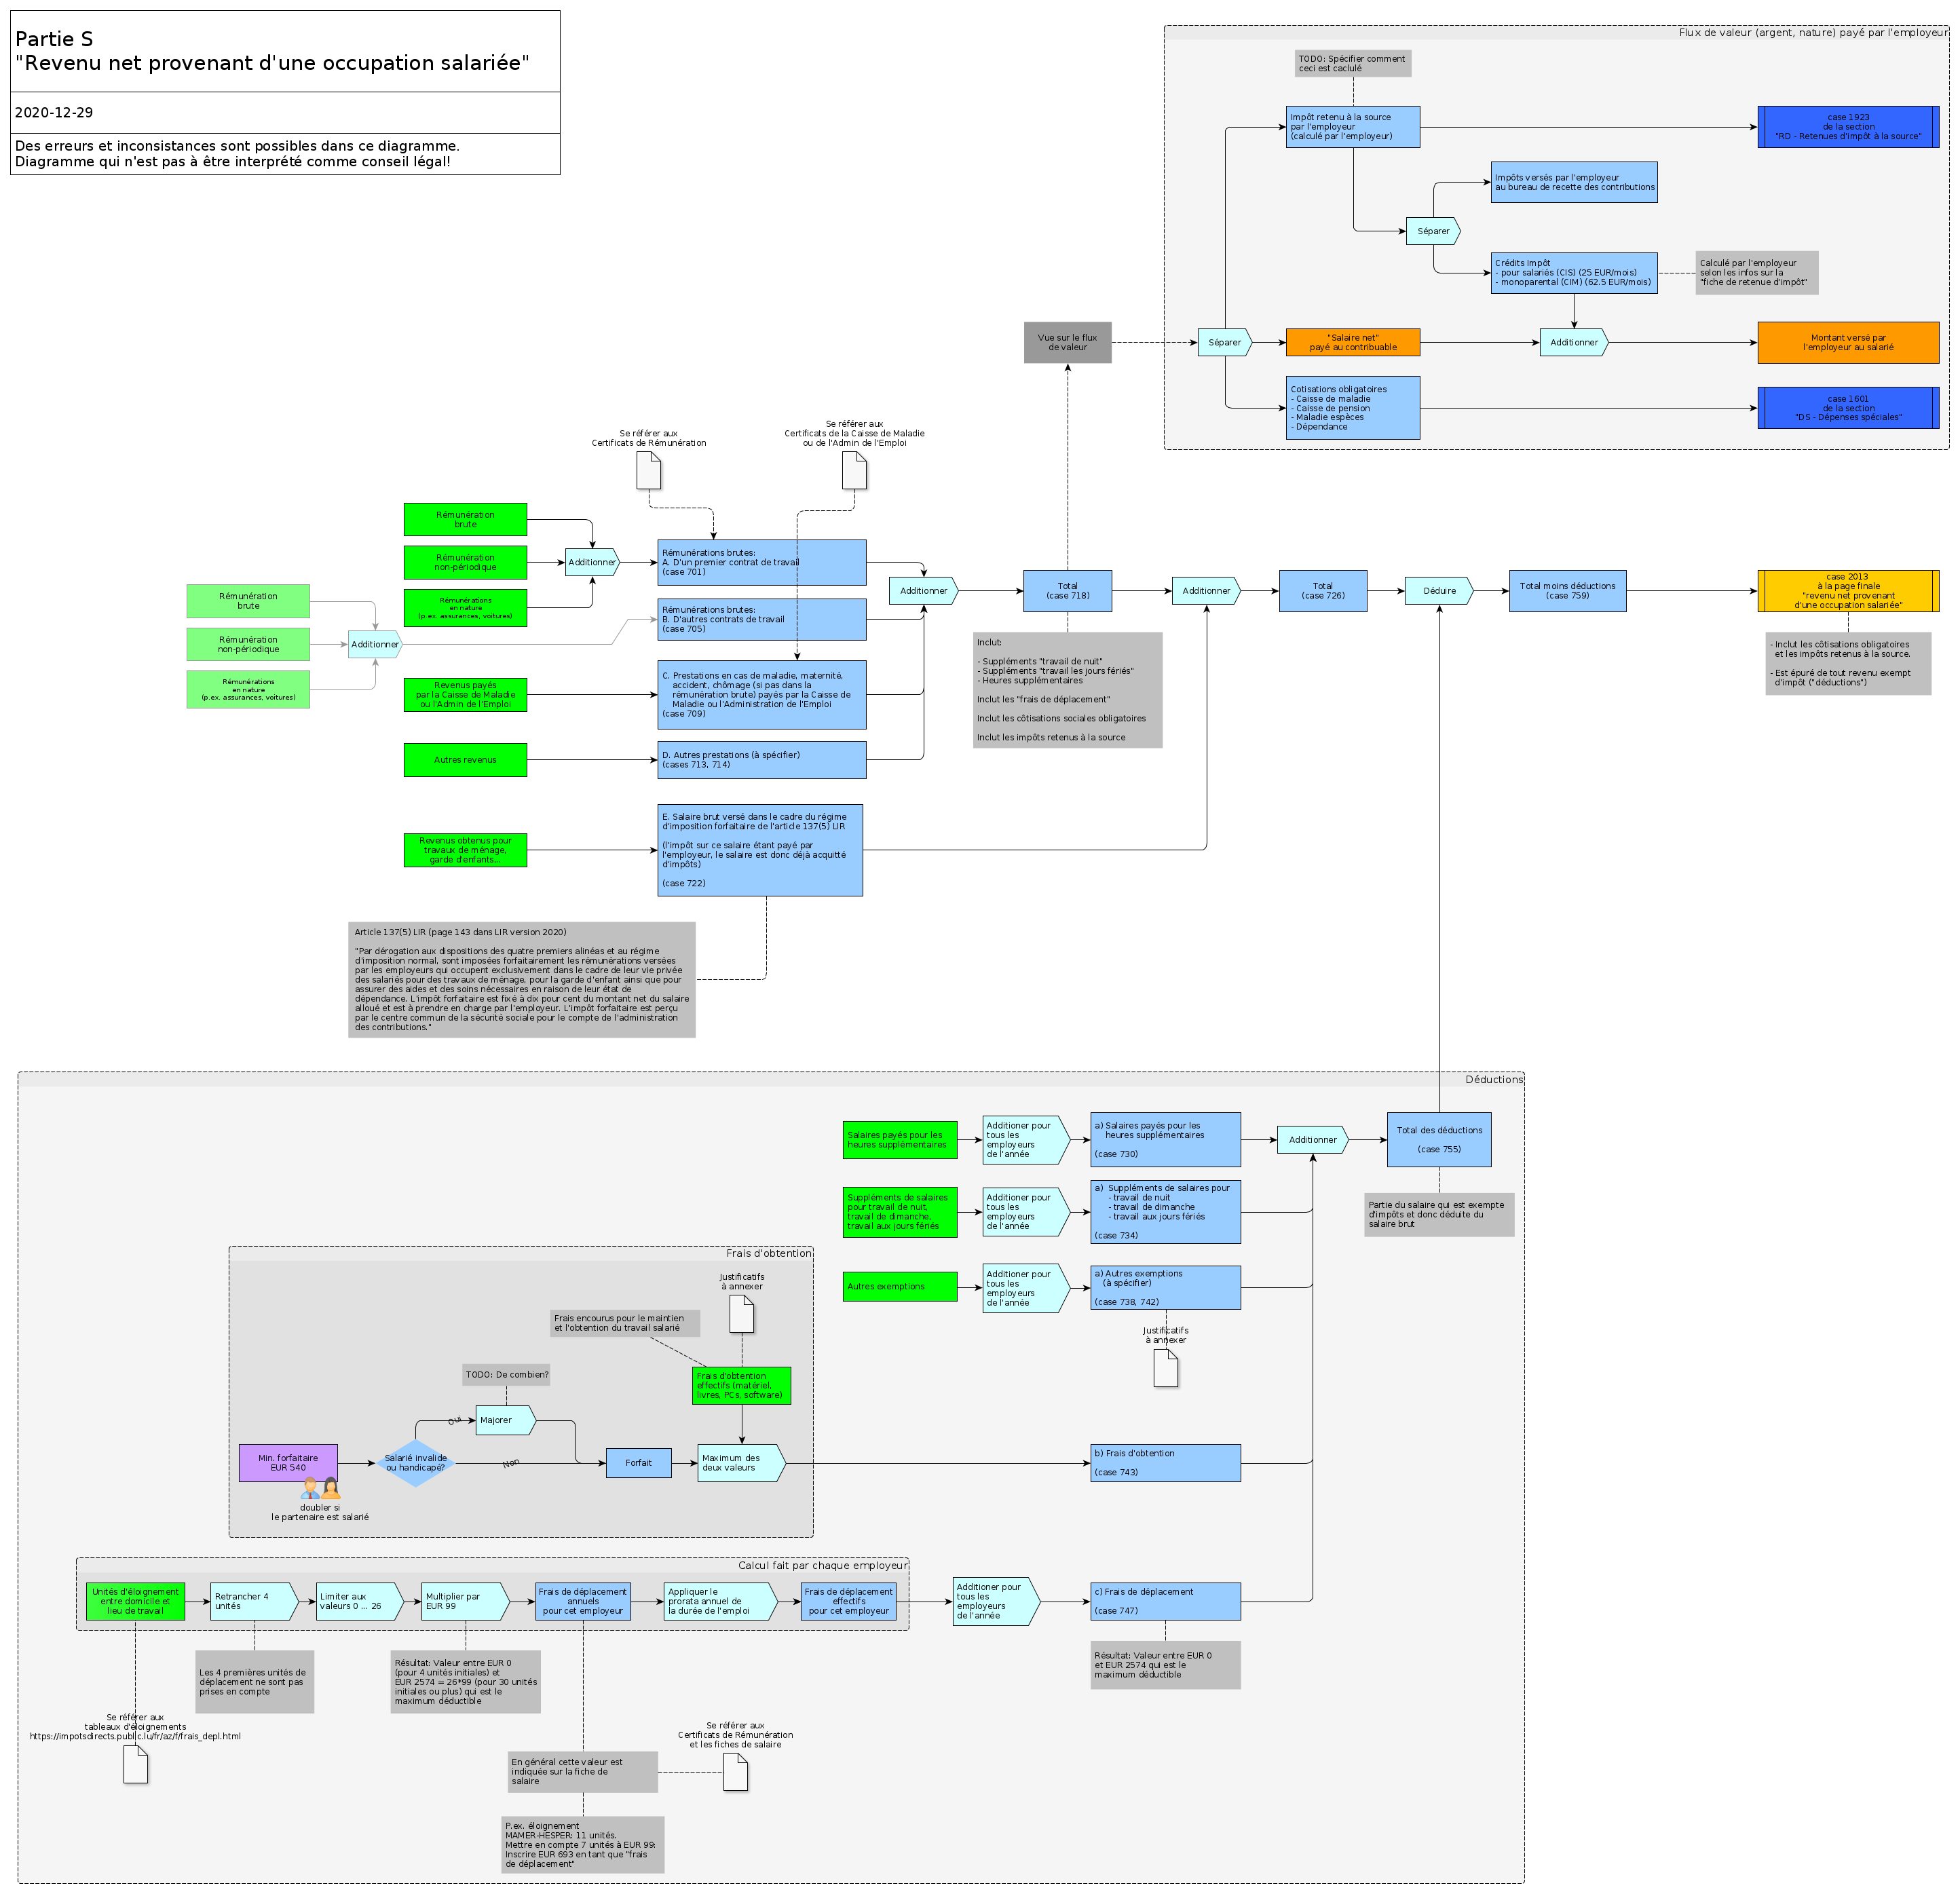 Partie S
"Revenu net provenant d'une occupation salariée"
2020-12-29
Des erreurs et inconsistances sont possibles dans ce diagramme.
Diagramme qui n'est pas à être interprété comme conseil légal!
Flux de valeur (argent, nature) payé par l'employeur
TODO: Spécifier comment
ceci est caclulé
Impôt retenu à la source
par l'employeur
(calculé par l'employeur)
case 1923
de la section
"RD - Retenues d'impôt à la source"
Impôts versés par l'employeur
au bureau de recette des contributions
Séparer
Crédits Impôt
- pour salariés (CIS) (25 EUR/mois)
- monoparental (CIM) (62.5 EUR/mois)
Calculé par l'employeur
selon les infos sur la
"fiche de retenue d'impôt"
Vue sur le flux
de valeur
Séparer
"Salaire net"
payé au contribuable
Additionner
Montant versé par
l'employeur au salarié
Cotisations obligatoires
- Caisse de maladie
- Caisse de pension
- Maladie espèces
- Dépendance
case 1601
de la section
"DS - Dépenses spéciales"
Se référer aux
Certificats de Rémunération
Se référer aux
Certificats de la Caisse de Maladie
ou de l'Admin de l'Emploi
Rémunération
brute
Rémunération
non-périodique
Rémunérations
en nature
(p.ex. assurances, voitures)
Additionner
Rémunérations brutes:
A. D'un premier contrat de travail
(case 701)
Rémunération
brute
Rémunération
non-périodique
Rémunérations
en nature
(p.ex. assurances, voitures)
Additionner
Rémunérations brutes:
B. D'autres contrats de travail
(case 705)
Revenus payés
par la Caisse de Maladie
ou l'Admin de l'Emploi
C. Prestations en cas de maladie, maternité,
accident, chômage (si pas dans la
rémunération brute) payés par la Caisse de
Maladie ou l'Administration de l'Emploi
(case 709)
Autres revenus
D. Autres prestations (à spécifier)
(cases 713, 714)
Additionner
Total
(case 718)
Additionner
Total
(case 726)
Déduire
Total moins déductions
(case 759)
case 2013
à la page finale
"revenu net provenant
d'une occupation salariée"
Inclut:
- Suppléments "travail de nuit"
- Suppléments "travail les jours fériés"
- Heures supplémentaires
Inclut les "frais de déplacement"
Inclut les côtisations sociales obligatoires
Inclut les impôts retenus à la source
- Inclut les côtisations obligatoires
et les impôts retenus à la source.
- Est épuré de tout revenu exempt
d'impôt ("déductions")
Revenus obtenus pour
travaux de ménage,
garde d'enfants,..
E. Salaire brut versé dans le cadre du régime
d'imposition forfaitaire de l'article 137(5) LIR
(l'impôt sur ce salaire étant payé par
l'employeur, le salaire est donc déjà acquitté
d'impôts)
(case 722)
Article 137(5) LIR (page 143 dans LIR version 2020)
"Par dérogation aux dispositions des quatre premiers alinéas et au régime
d'imposition normal, sont imposées forfaitairement les rémunérations versées
par les employeurs qui occupent exclusivement dans le cadre de leur vie privée
des salariés pour des travaux de ménage, pour la garde d'enfant ainsi que pour
assurer des aides et des soins nécessaires en raison de leur état de
dépendance. L'impôt forfaitaire est fixé à dix pour cent du montant net du salaire
alloué et est à prendre en charge par l'employeur. L'impôt forfaitaire est perçu
par le centre commun de la sécurité sociale pour le compte de l'administration
des contributions."
Déductions
Salaires payés pour les
heures supplémentaires
Additioner pour
tous les
employeurs
de l'année
a) Salaires payés pour les
heures supplémentaires
(case 730)
Additionner
Total des déductions
(case 755)
Partie du salaire qui est exempte
d'impôts et donc déduite du
salaire brut
Suppléments de salaires
pour travail de nuit,
travail de dimanche,
travail aux jours fériés
Additioner pour
tous les
employeurs
de l'année
a) Suppléments de salaires pour
- travail de nuit
- travail de dimanche
- travail aux jours fériés
(case 734)
Autres exemptions
Additioner pour
tous les
employeurs
de l'année
a) Autres exemptions
(à spécifier)
(case 738, 742)
Justificatifs
à annexer
Frais d'obtention
Justificatifs
à annexer
Frais encourus pour le maintien
et l'obtention du travail salarié
Frais d'obtention
effectifs (matériel,
livres, PCs, software)
TODO: De combien?
Oui
Majorer
Min. forfaitaire
EUR 540
doubler si
le partenaire est salarié
Salarié invalide
ou handicapé?
Non
Forfait
Maximum des
deux valeurs
b) Frais d'obtention
(case 743)
Calcul fait par chaque employeur
Unités d'éloignement
entre domicile et
lieu de travail
Retrancher 4
unités
Limiter aux
valeurs 0 ... 26
Multiplier par
EUR 99
Frais de déplacement
annuels
pour cet employeur
Appliquer le
prorata annuel de
la durée de l'emploi
Frais de déplacement
effectifs
pour cet employeur
Additioner pour
tous les
employeurs
de l'année
c) Frais de déplacement
(case 747)
Les 4 premières unités de
déplacement ne sont pas
prises en compte
Résultat: Valeur entre EUR 0
(pour 4 unités initiales) et
EUR 2574 = 26*99 (pour 30 unités
initiales ou plus) qui est le
maximum déductible
Résultat: Valeur entre EUR 0
et EUR 2574 qui est le
maximum déductible
Se référer aux
tableaux d'éloignements
https://impotsdirects.public.lu/fr/az/f/frais_depl.html
En général cette valeur est
indiquée sur la fiche de
salaire
Se référer aux
Certificats de Rémunération
et les fiches de salaire
P.ex. éloignement
MAMER-HESPER: 11 unités.
Mettre en compte 7 unités à EUR 99:
Inscrire EUR 693 en tant que "frais
de déplacement"